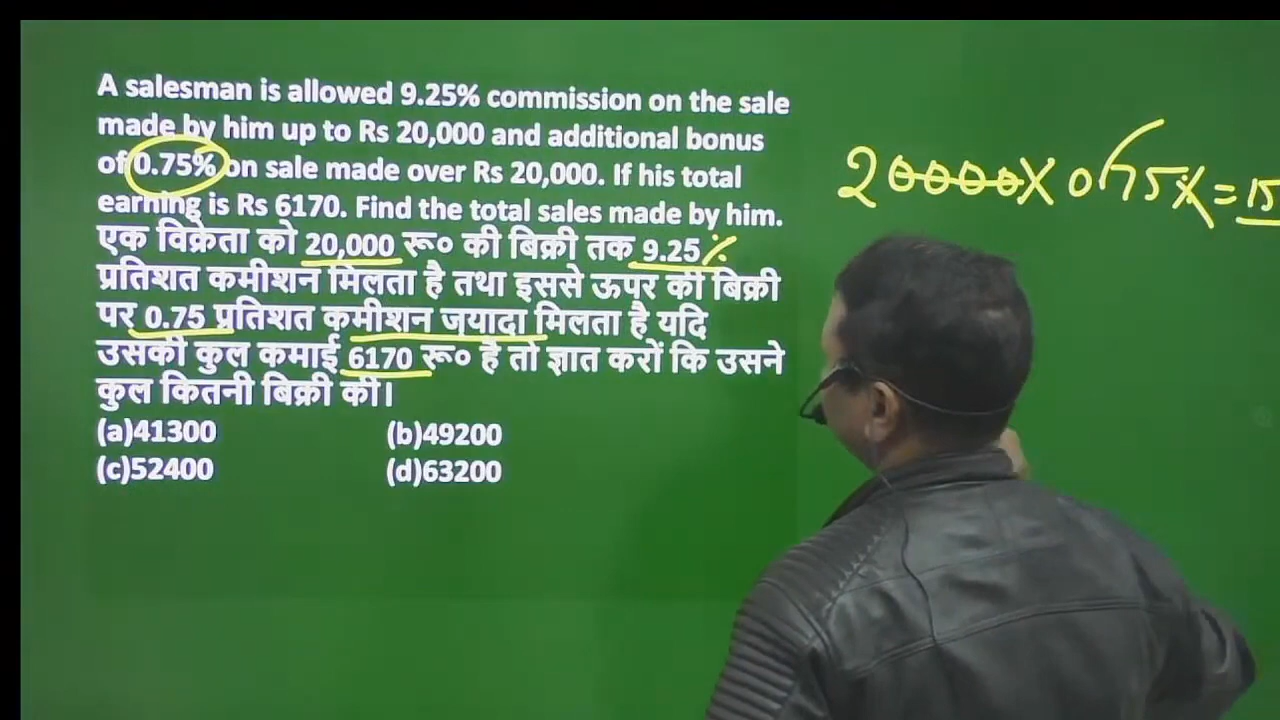 A salesman is allowed 9.25% commission on the sale
made by him up to Rs 20,000 and additional bonus
of 0.75% on sale made over Rs 20,000. If his total
earning is Rs 6170. Find the total sales made by him.
एक विक्रेता को 20,000 रू० की बिक्री तक 9.25 %
प्रतिशत कमीशन मिलता है तथा इससे ऊपर की बिक्री
पर 0.75 प्रतिशत कमीशन ज्यादा मिलता है यदि
उसकी कुल कमाई 6170 रू० है तो ज्ञात करों कि उसने
कुल कितनी बिक्री की।
(a)41300 (b)49200
(c)52400 (d)63200
20000X 0.75% = 15